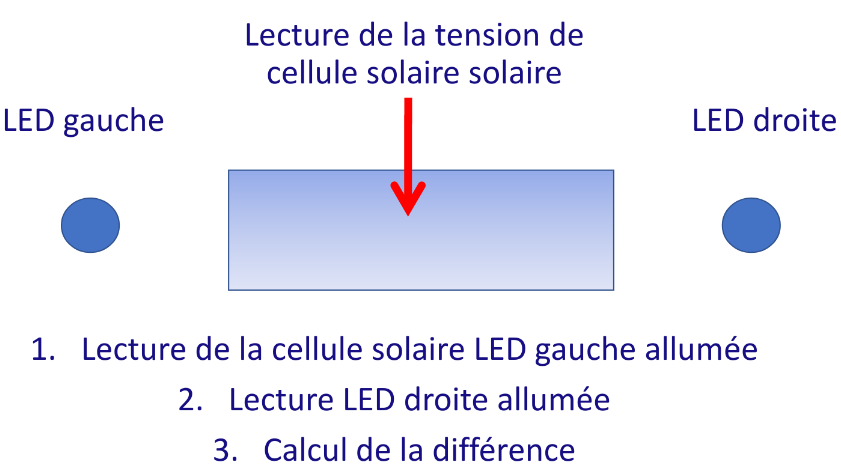 Lecture de la tension de
cellule solaire solaire
LED gauche
LED droite
1. Lecture de la cellule solaire LED gauche allumée
2. Lecture LED droite allumée
3. Calcul de la différence